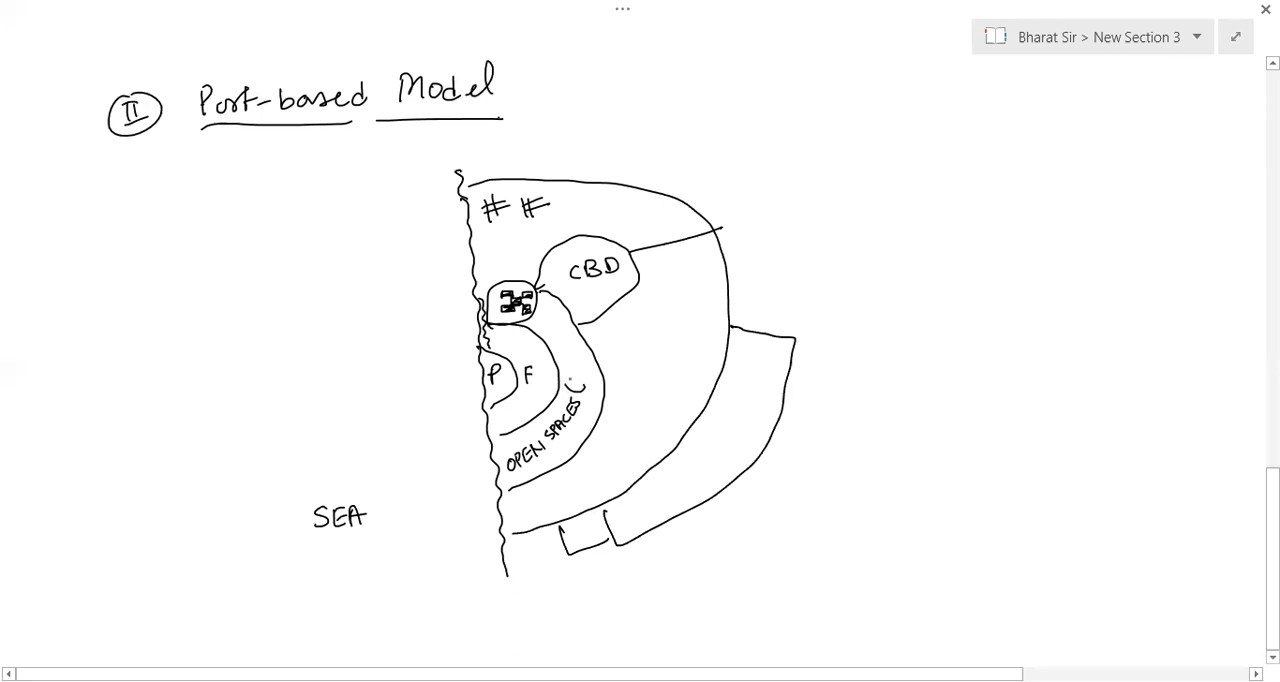 Bharat Sir > New Section 3
II Port-based Model
CBD
P F
OPEN SPACES (
SEA